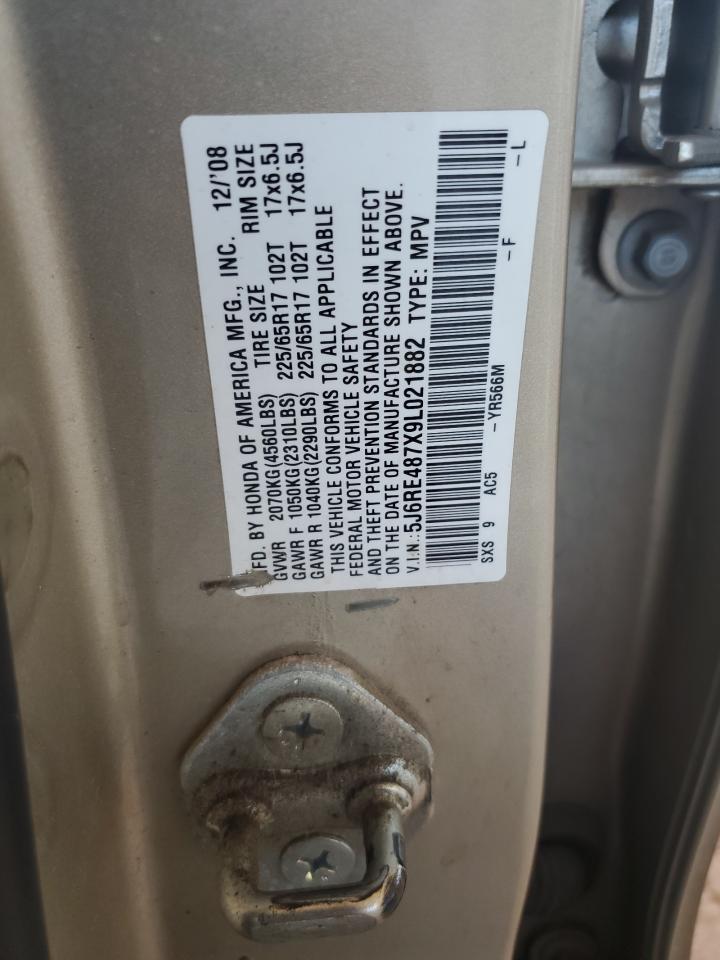 FD. BY HONDA OF AMERICA MFG., INC. 12/'08
GVWR 2070KG(4560LBS) TIRE SIZE RIM SIZE
GAWR F 1050KG(2310LBS) 225/65R17 102T 17x6.5J
GAWR R 1040KG(2290LBS) 225/65R17 102T 17x6.5J
THIS VEHICLE CONFORMS TO ALL APPLICABLE
FEDERAL MOTOR VEHICLE SAFETY
AND THEFT PREVENTION STANDARDS IN EFFECT
ON THE DATE OF MANUFACTURE SHOWN ABOVE.
V.I.N.: 5J6RE487X9L021882 TYPE: MPV
SXS 9 AC5 -YR566M -F -L